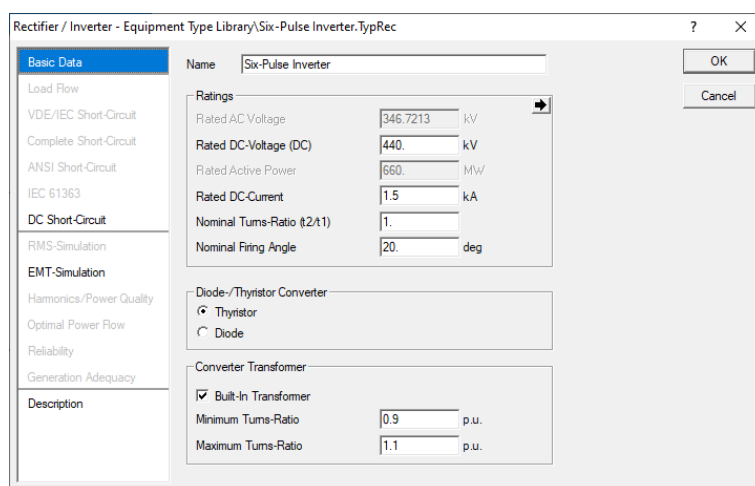 Rectifier / Inverter - Equipment Type Library\Six-Pulse Inverter.TypRec ? X
Basic Data
Load Flow
VDE/IEC Short-Circuit
Complete Short-Circuit
ANSI Short-Circuit
IEC 61363
DC Short-Circuit
RMS-Simulation
EMT-Simulation
Harmonics/Power Quality
Optimal Power Flow
Reliability
Generation Adequacy
Description
Name Six-Pulse Inverter
Ratings
Rated AC Voltage 346.7213 kV
Rated DC-Voltage (DC) 440. kV
Rated Active Power 660. MW
Rated DC-Current 1.5 kA
Nominal Turns-Ratio (t2/t1) 1.
Nominal Firing Angle 20. deg
Diode-/Thyristor Converter
Thyristor
Diode
Converter Transformer
Built-In Transformer
Minimum Turns-Ratio 0.9 p.u.
Maximum Turns-Ratio 1.1 p.u.
OK
Cancel